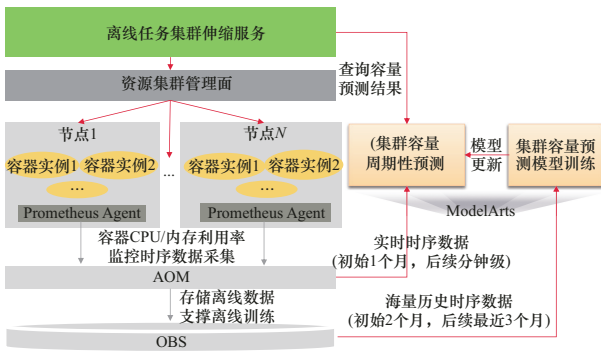 离线任务集群伸缩服务
资源集群管理面
查询容量
预测结果
节点1
容器实例1
容器实例2
...
Prometheus Agent
...
节点N
容器实例1
容器实例2
...
Prometheus Agent
(集群容量
周期性预测
模型
更新
集群容量预
测模型训练
ModelArts
容器CPU/内存利用率
监控时序数据采集
实时时序数据
(初始1个月，后续分钟级)
AOM
存储离线数据
支撑离线训练
海量历史时序数据
(初始2个月，后续最近3个月)
OBS